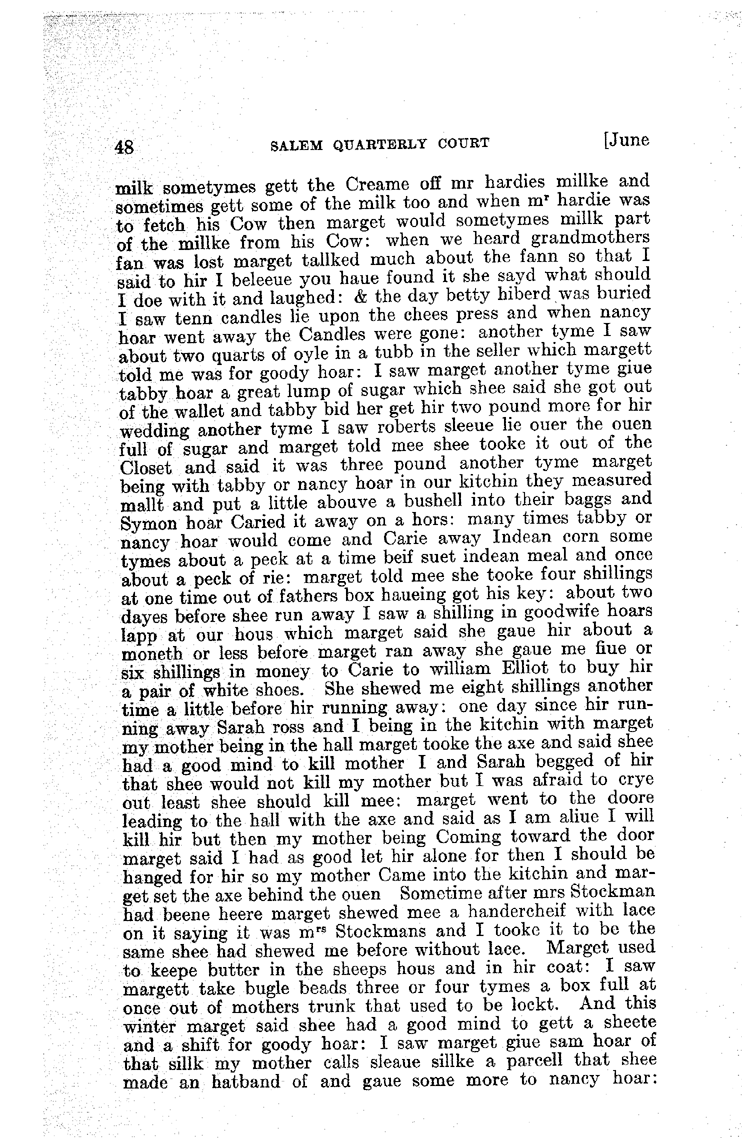 48 SALEM QUARTERLY COURT [June
milk sometymes gett the Creame off mr hardies millke and
sometimes gett some of the milk too and when mʳ hardie was
to fetch his Cow then marget would sometymes millk part
of the millke from his Cow: when we heard grandmothers
fan was lost marget tallked much about the fann so that I
said to hir I beleeue you haue found it she sayd what should
I doe with it and laughed: & the day betty hiberd was buried
I saw tenn candles lie upon the chees press and when nancy
hoar went away the Candles were gone: another tyme I saw
about two quarts of oyle in a tubb in the seller which margett
told me was for goody hoar: I saw marget another tyme giue
tabby hoar a great lump of sugar which shee said she got out
of the wallet and tabby bid her get hir two pound more for hir
wedding another tyme I saw roberts sleeue lie ouer the ouen
full of sugar and marget told mee shee tooke it out of the
Closet and said it was three pound another tyme marget
being with tabby or nancy hoar in our kitchin they measured
mallt and put a little abouve a bushell into their baggs and
Symon hoar Caried it away on a hors: many times tabby or
nancy hoar would come and Carie away Indean corn some
tymes about a peck at a time beif suet indean meal and once
about a peck of rie: marget told mee she tooke four shillings
at one time out of fathers box haueing got his key: about two
dayes before shee run away I saw a shilling in goodwife hoars
lapp at our hous which marget said she gaue hir about a
moneth or less before marget ran away she gaue me fiue or
six shillings in money to Carie to william Elliot to buy hir
a pair of white shoes. She shewed me eight shillings another
time a little before hir running away: one day since hir run-
ning away Sarah ross and I being in the kitchin with marget
my mother being in the hall marget tooke the axe and said shee
had a good mind to kill mother I and Sarah begged of hir
that shee would not kill my mother but I was afraid to crye
out least shee should kill mee: marget went to the doore
leading to the hall with the axe and said as I am aliue I will
kill hir but then my mother being Coming toward the door
marget said I had as good let hir alone for then I should be
hanged for hir so my mother Came into the kitchin and mar-
get set the axe behind the ouen Sometime after mrs Stockman
had beene heere marget shewed mee a handercheif with lace
on it saying it was mʳˢ Stockmans and I tooke it to be the
same shee had shewed me before without lace. Marget used
to keepe butter in the sheeps hous and in hir coat: I saw
margett take bugle beads three or four tymes a box full at
once out of mothers trunk that used to be lockt. And this
winter marget said shee had a good mind to gett a sheete
and a shift for goody hoar: I saw marget giue sam hoar of
that sillk my mother calls sleaue sillke a parcell that shee
made an hatband of and gaue some more to nancy hoar: